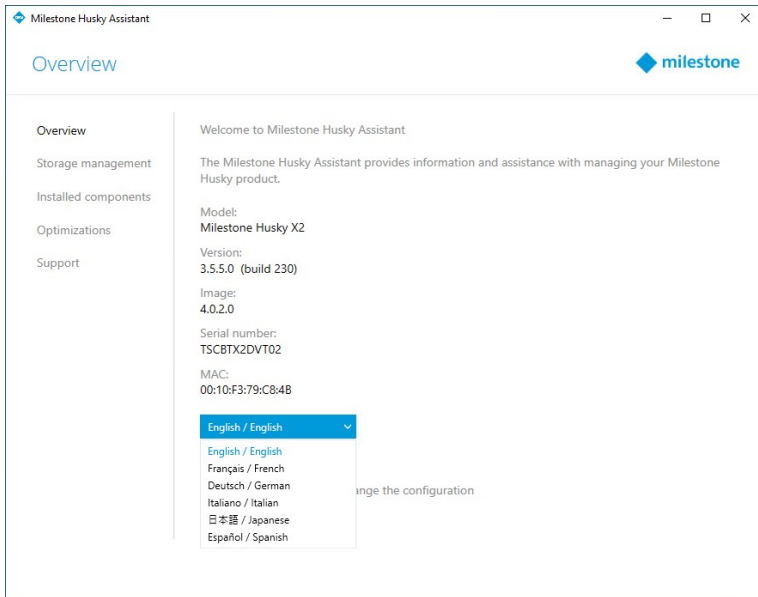 Milestone Husky Assistant
Overview
milestone
Overview
Storage management
Installed components
Optimizations
Support
Welcome to Milestone Husky Assistant
The Milestone Husky Assistant provides information and assistance with managing your Milestone
Husky product.
Model:
Milestone Husky X2
Version:
3.5.5.0 (build 230)
Image:
4.0.2.0
Serial number:
TSCBTX2DVT02
MAC:
00:10:F3:79:C8:4B
English / English
English / English
Français / French
Deutsch / German
Italiano / Italian
日本語 / Japanese
Español / Spanish
the configuration